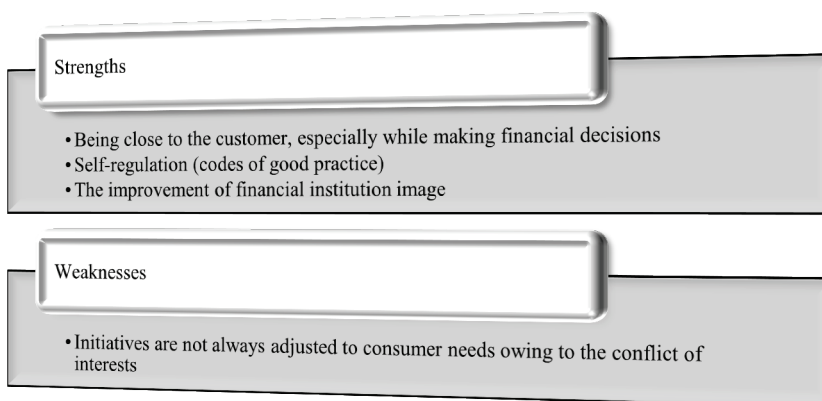 Strengths
• Being close to the customer, especially while making financial decisions
• Self-regulation (codes of good practice)
• The improvement of financial institution image
Weaknesses
• Initiatives are not always adjusted to consumer needs owing to the conflict of
interests